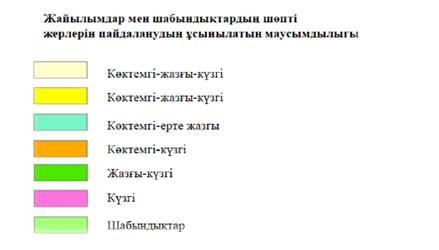 Жайылымдар мен шабындықтардың шөпті
жерлерін пайдаланудың ұсынылатын маусымдылығы
Көктемгі-жазғы-күзгі
Көктемгі-жазғы-күзгі
Көктемгі-ерте жазғы
Көктемгі-күзгі
Жазғы-күзгі
Күзгі
Шабындықтар